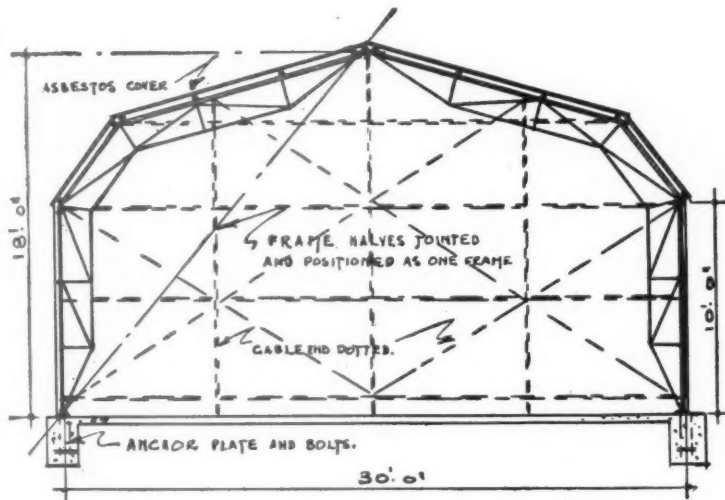 ASBESTOS COVER
18'.0"
FRAME HALVES JOINTED
AND POSITIONED AS ONE FRAME
10'.0"
GABLE END DOTTED.
ANCHOR PLATE AND BOLTS.
30'.0"